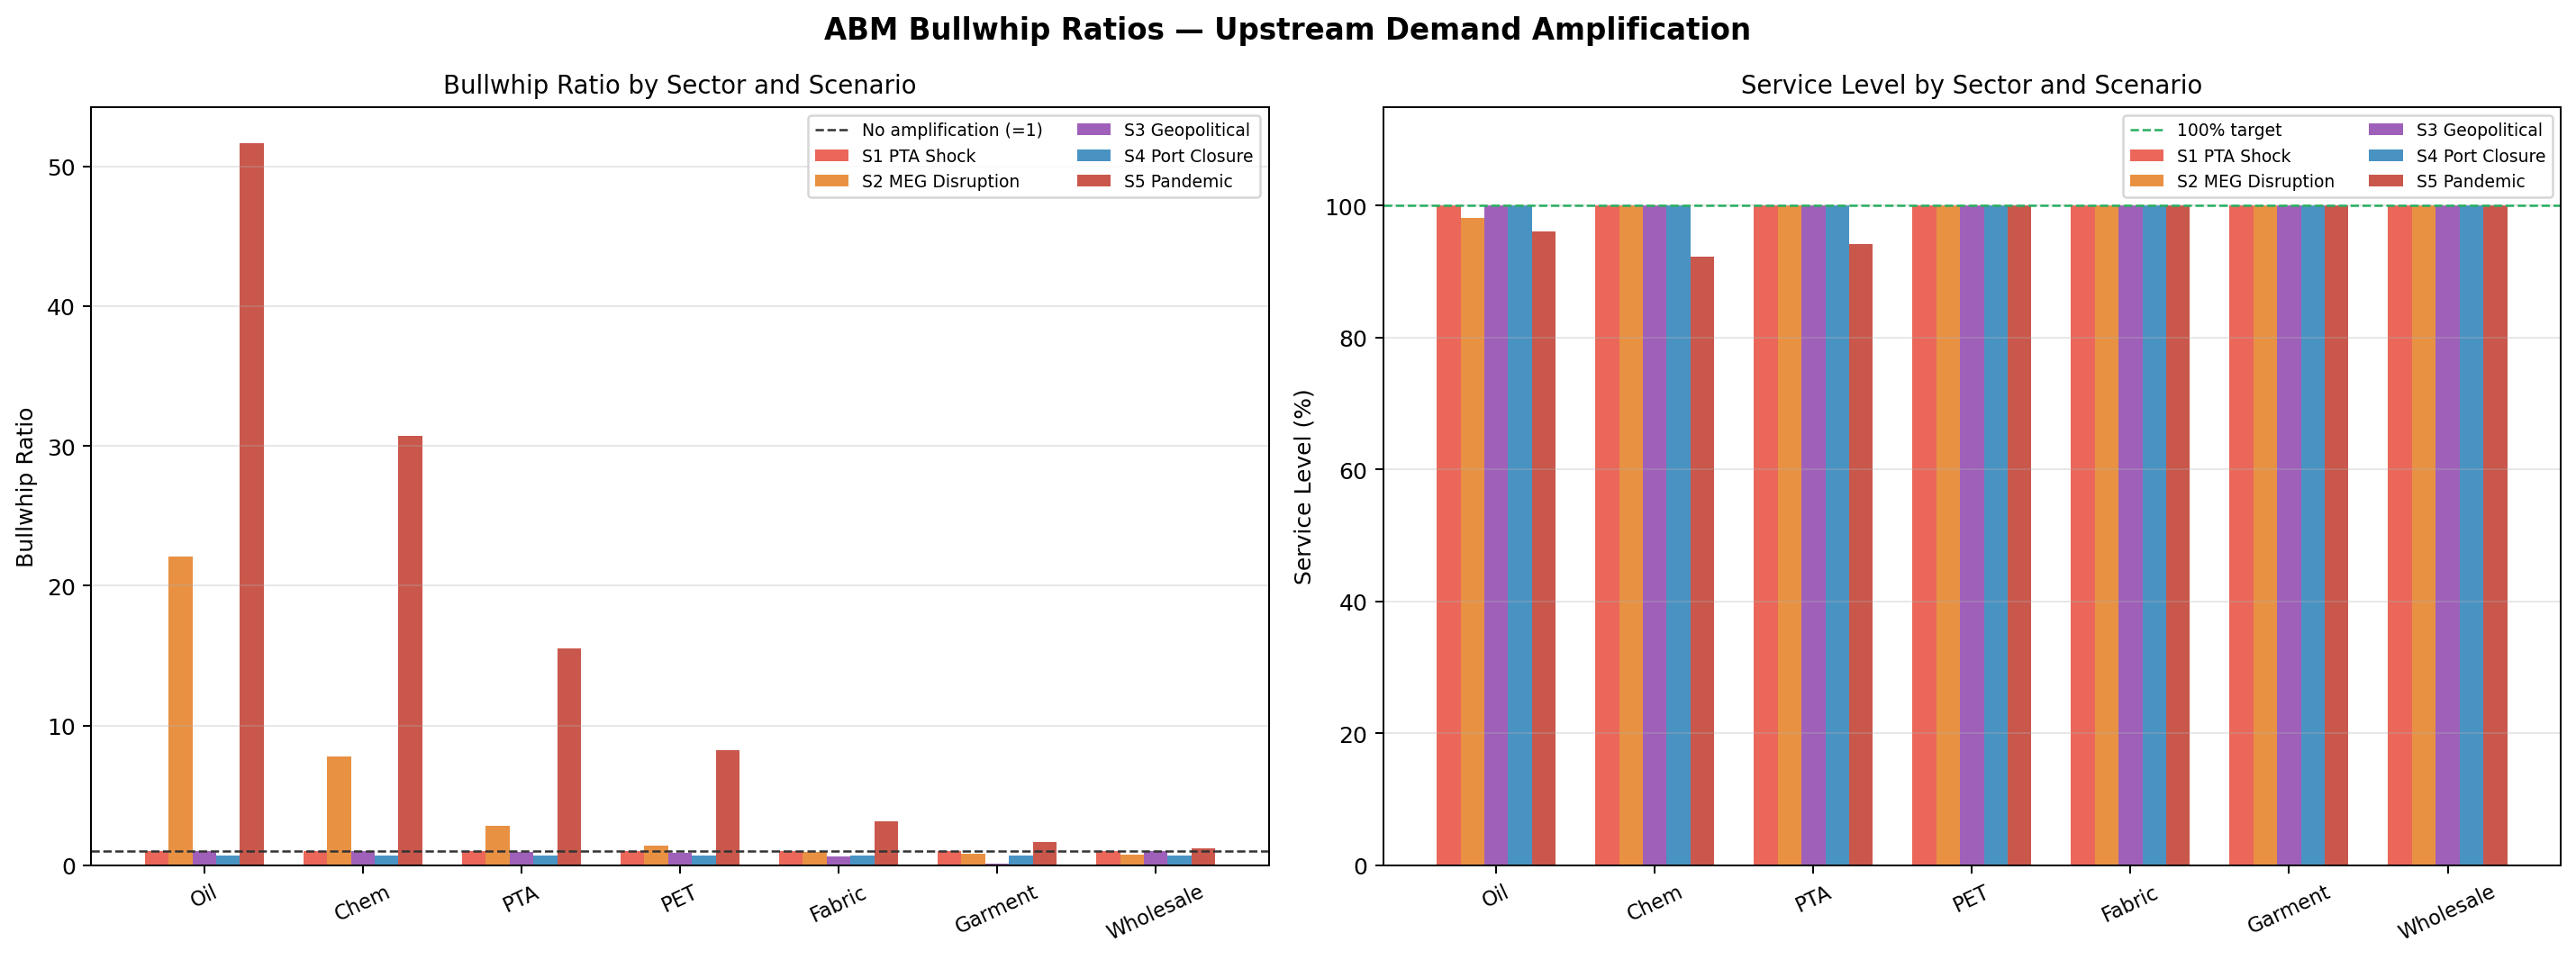 ABM Bullwhip Ratios — Upstream Demand Amplification
Bullwhip Ratio by Sector and Scenario
Bullwhip Ratio
50
40
30
20
10
0
No amplification (=1)
S1 PTA Shock
S2 MEG Disruption
S3 Geopolitical
S4 Port Closure
S5 Pandemic
Oil
Chem
PTA
PET
Fabric
Garment
Wholesale
Service Level by Sector and Scenario
Service Level (%)
100
80
60
40
20
0
100% target
S1 PTA Shock
S2 MEG Disruption
S3 Geopolitical
S4 Port Closure
S5 Pandemic
Oil
Chem
PTA
PET
Fabric
Garment
Wholesale